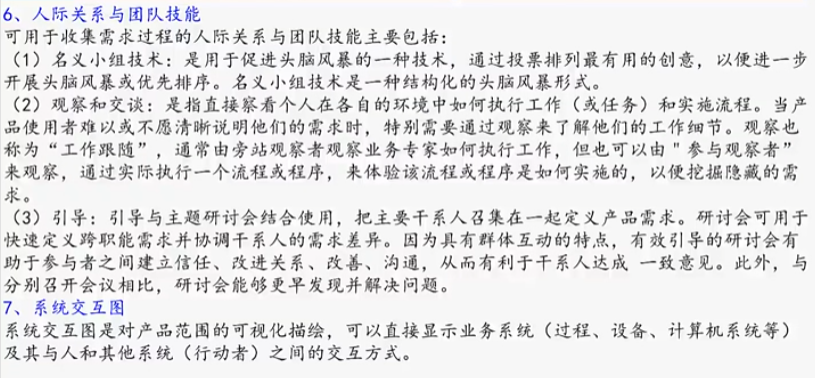 6、人际关系与团队技能
可用于收集需求过程的人际关系与团队技能主要包括：
（1）名义小组技术：是用于促进头脑风暴的一种技术，通过投票排列最有用的创意，以便进一步
开展头脑风暴或优先排序。名义小组技术是一种结构化的头脑风暴形式。
（2）观察和交谈：是指直接察看个人在各自的环境中如何执行工作（或任务）和实施流程。当产
品使用者难以或不愿清晰说明他们的需求时，特别需要通过观察来了解他们的工作细节。观察也
称为“工作跟随”，通常由旁站观察者观察业务专家如何执行工作，但也可以由＂参与观察者”
来观察，通过实际执行一个流程或程序，来体验该流程或程序是如何实施的，以便挖掘隐藏的需
求。
（3）引导：引导与主题研讨会结合使用，把主要干系人召集在一起定义产品需求。研讨会可用于
快速定义跨职能需求并协调干系人的需求差异。因为具有群体互动的特点，有效引导的研讨会有
助于参与者之间建立信任、改进关系、改善、沟通，从而有利于干系人达成 一致意见。此外，与
分别召开会议相比，研讨会能够更早发现并解决问题。
7、系统交互图
系统交互图是对产品范围的可视化描绘，可以直接显示业务系统（过程、设备、计算机系统等）
及其与人和其他系统（行动者）之间的交互方式。